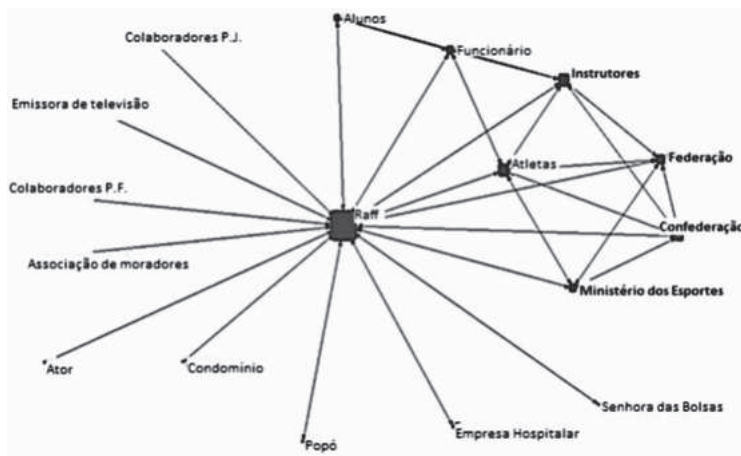 Alunos
Colaboradores P.J.
Funcionário
Instrutores
Emissora de televisão
Atletas
Federação
Colaboradores P.F.
Raff
Confederação
Associação de moradores
Ministério dos Esportes
Ator
Condomínio
Senhora das Bolsas
Popó
Empresa Hospitalar